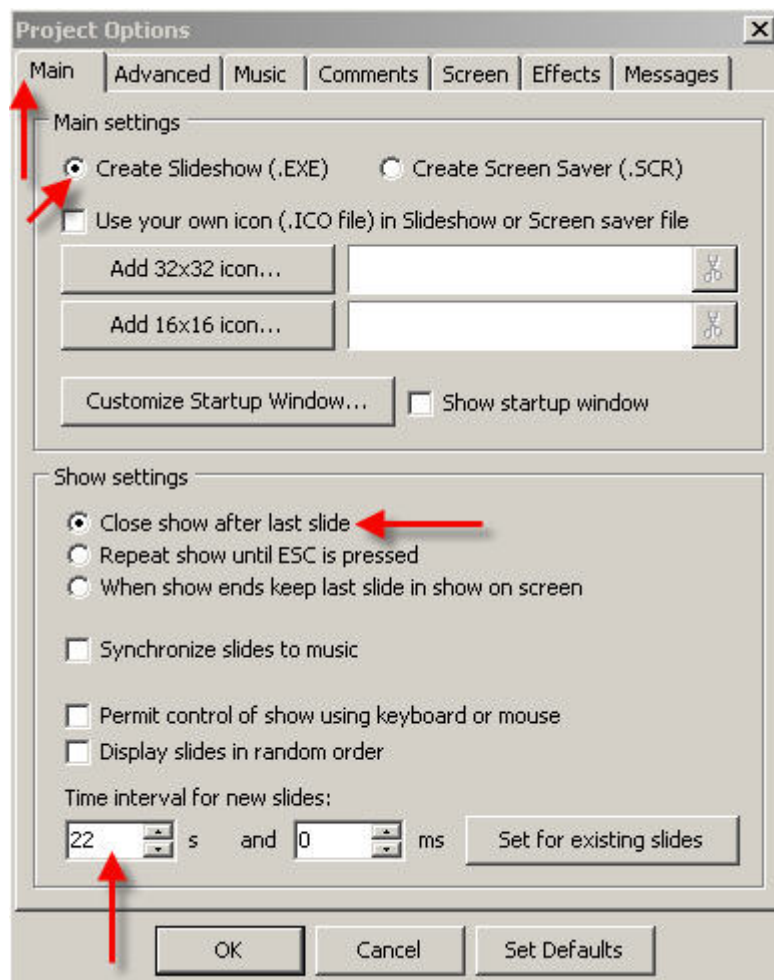 Project Options
Main Advanced Music Comments Screen Effects Messages
Main settings
Create Slideshow (.EXE) Create Screen Saver (.SCR)
Use your own icon (.ICO file) in Slideshow or Screen saver file
Add 32x32 icon...
Add 16x16 icon...
Customize Startup Window... Show startup window
Show settings
Close show after last slide
Repeat show until ESC is pressed
When show ends keep last slide in show on screen
Synchronize slides to music
Permit control of show using keyboard or mouse
Display slides in random order
Time interval for new slides:
22 s and 0 ms Set for existing slides
OK Cancel Set Defaults